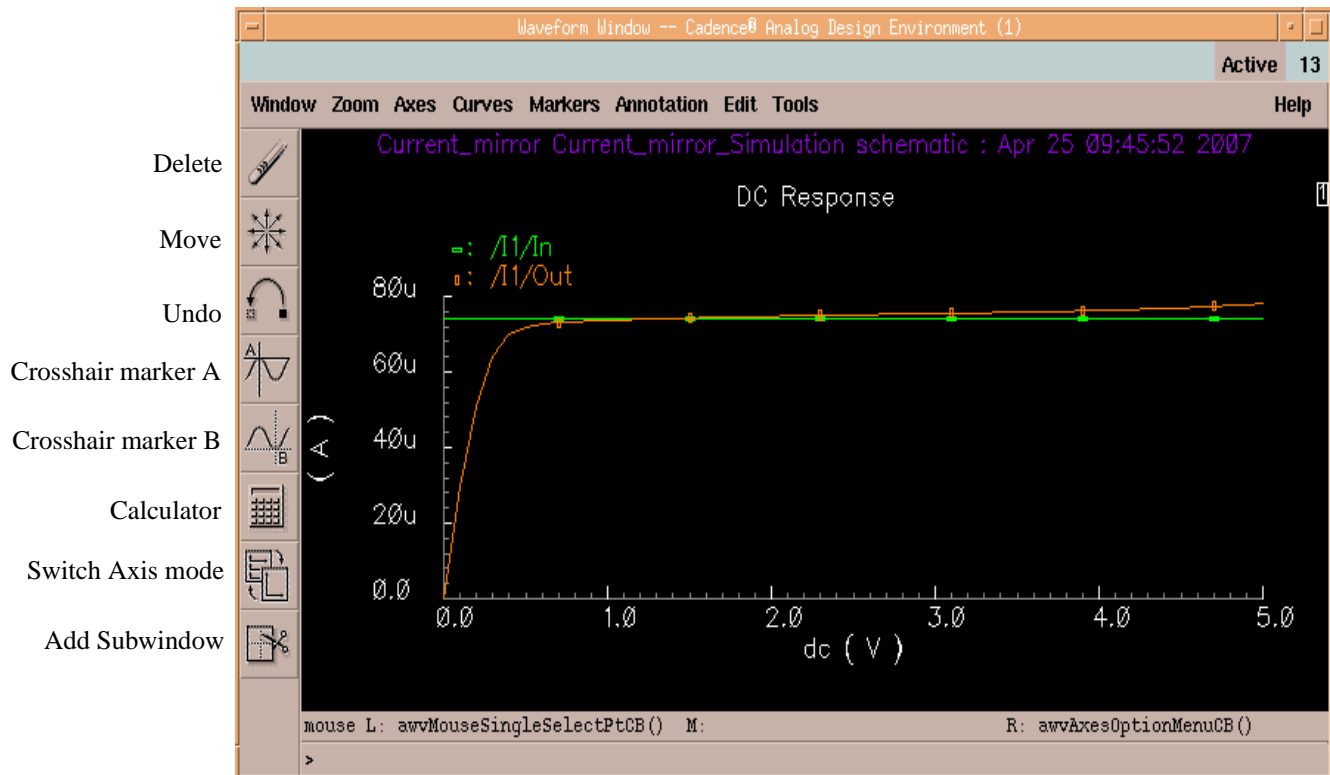 Waveform Window -- Cadence® Analog Design Environment (1)
Active 13
Window Zoom Axes Curves Markers Annotation Edit Tools Help
Current_mirror Current_mirror_Simulation schematic : Apr 25 09:45:52 2007
DC Response
1
Delete
Move
Undo
Crosshair marker A
Crosshair marker B
Calculator
Switch Axis mode
Add Subwindow
A
B
: /I1/In
: /I1/Out
80u
60u
40u
20u
0.0
( A )
0.0 1.0 2.0 3.0 4.0 5.0
dc ( V )
mouse L: awvMouseSingleSelectPtCB() M: R: awvAxesOptionMenuCB()
>